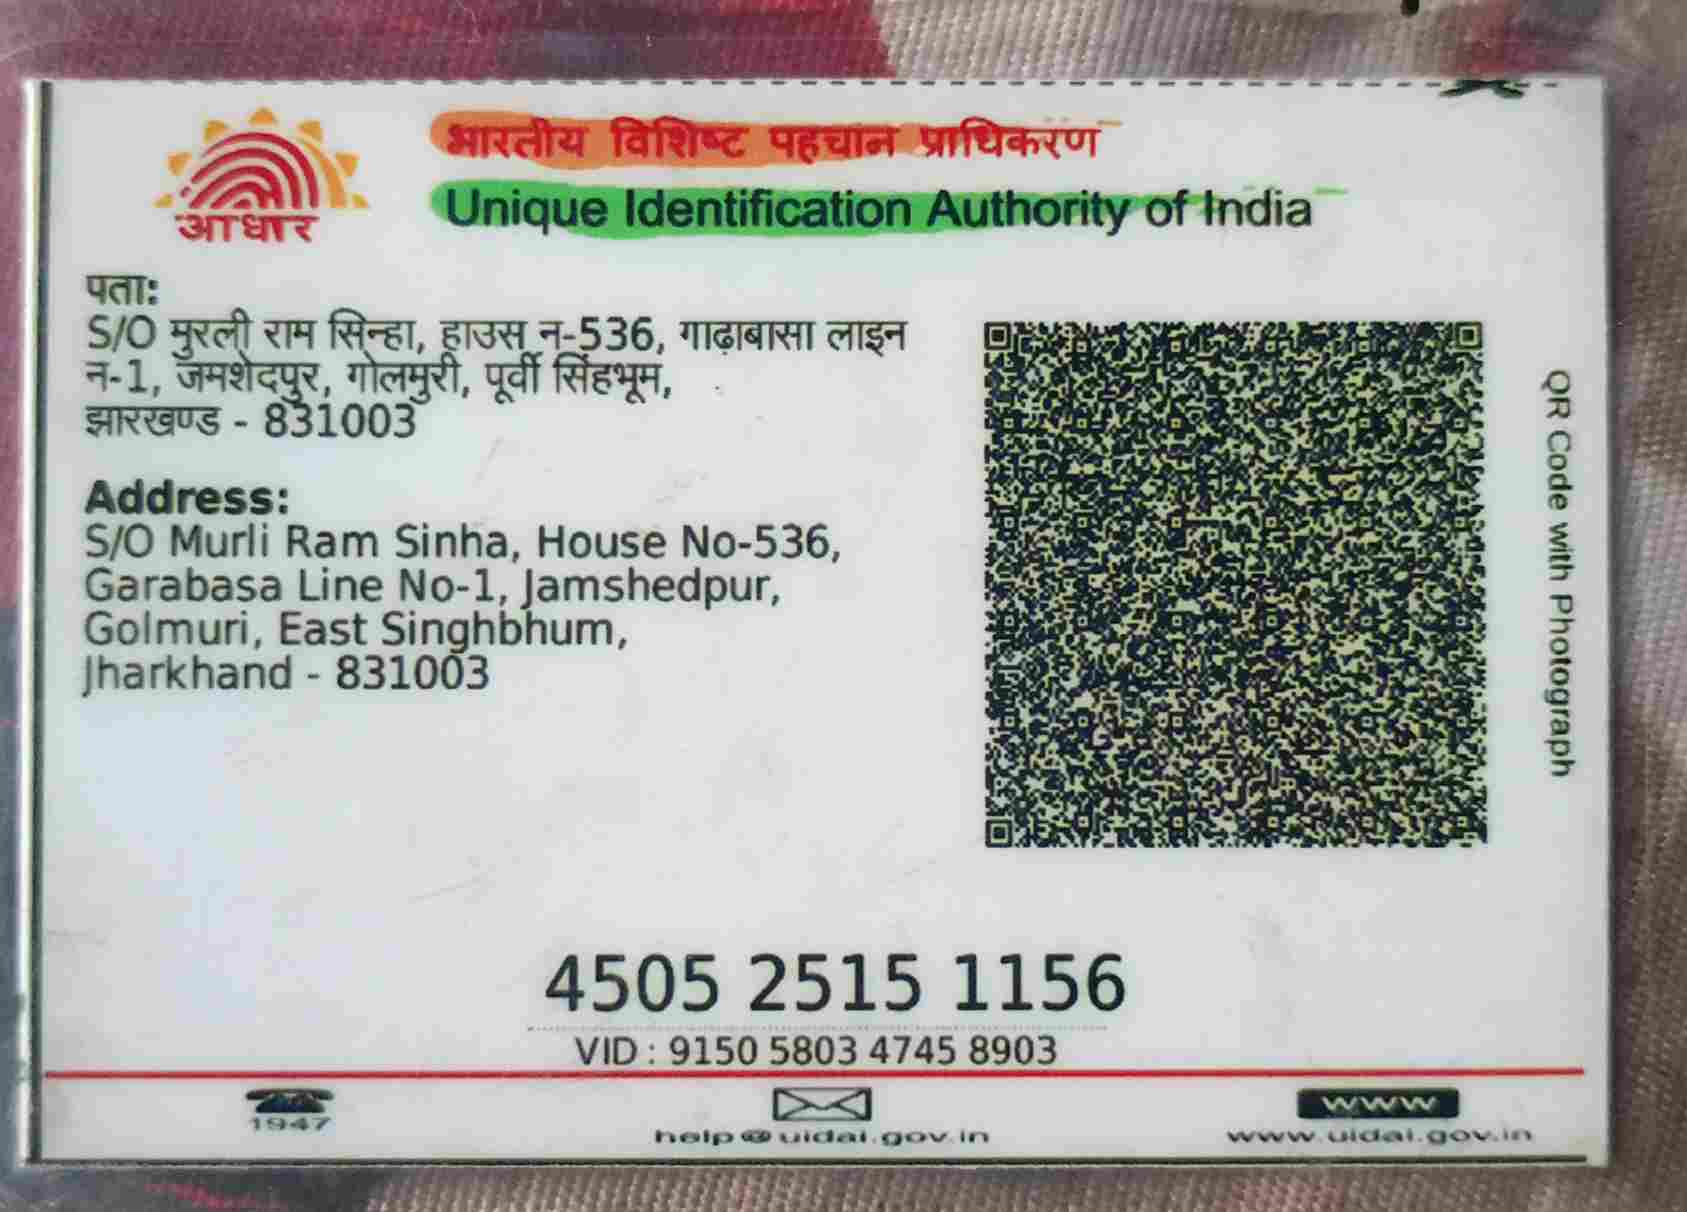 आधार
भारतीय विशिष्ट पहचान प्राधिकरण
Unique Identification Authority of India
पता:
S/O मुरली राम सिन्हा, हाउस न-536, गाढ़ाबासा लाइन
न-1, जमशेदपुर, गोलमुरी, पूर्वी सिंहभूम,
झारखण्ड - 831003
Address:
S/O Murli Ram Sinha, House No-536,
Garabasa Line No-1, Jamshedpur,
Golmuri, East Singhbhum,
Jharkhand - 831003
QR Code with Photograph
4505 2515 1156
VID : 9150 5803 4745 8903
1947
help@uidai.gov.in
www
www.uidai.gov.in